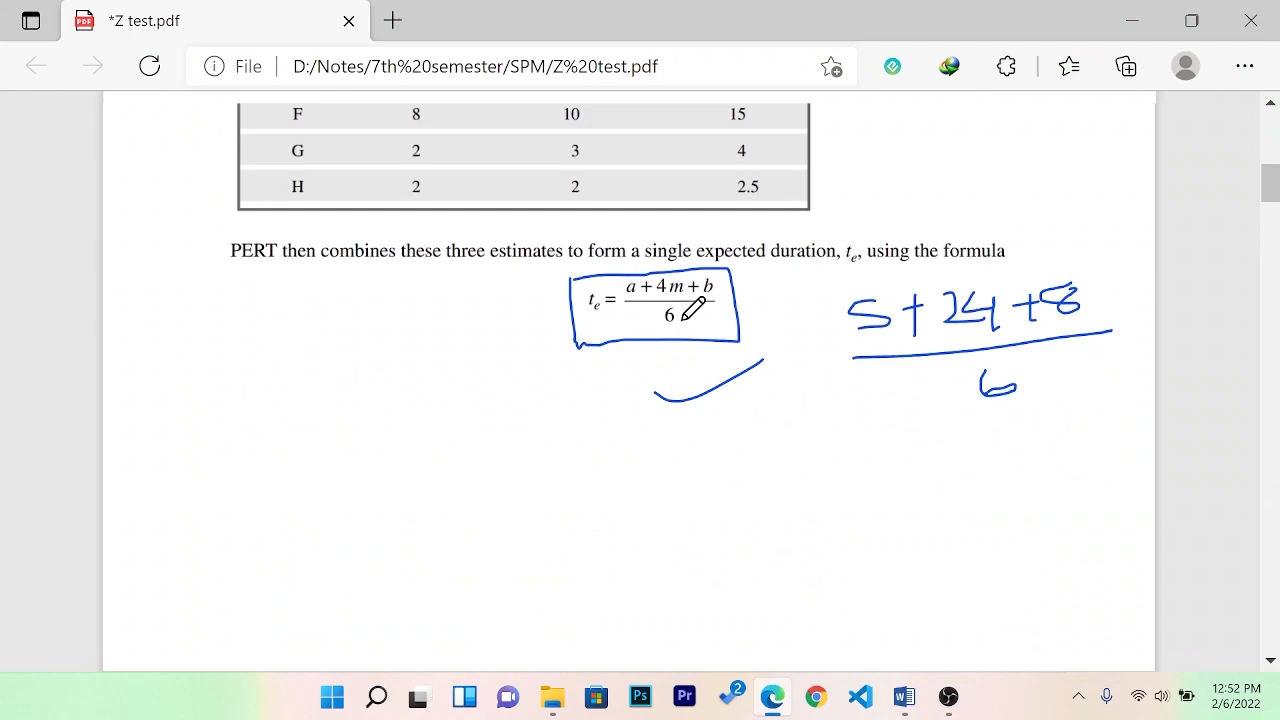 *Z test.pdf
File D:/Notes/7th%20semester/SPM/Z%20test.pdf
F 8 10 15
G 2 3 4
H 2 2 2.5
PERT then combines these three estimates to form a single expected duration, tₑ, using the formula
tₑ = (a + 4m + b) / 6
5 + 24 + 8
6
2
12:52 PM
2/6/2022